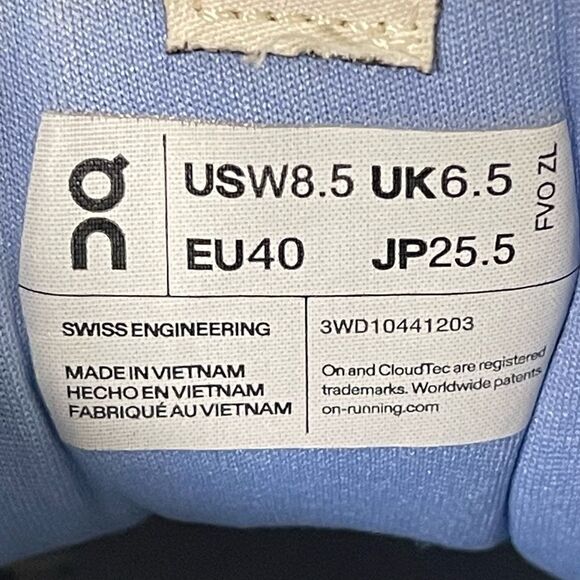 On
USW8.5 UK6.5
EU40 JP25.5
FVO ZL
SWISS ENGINEERING
3WD10441203
MADE IN VIETNAM
HECHO EN VIETNAM
FABRIQUÉ AU VIETNAM
On and CloudTec are registered
trademarks. Worldwide patents
on-running.com